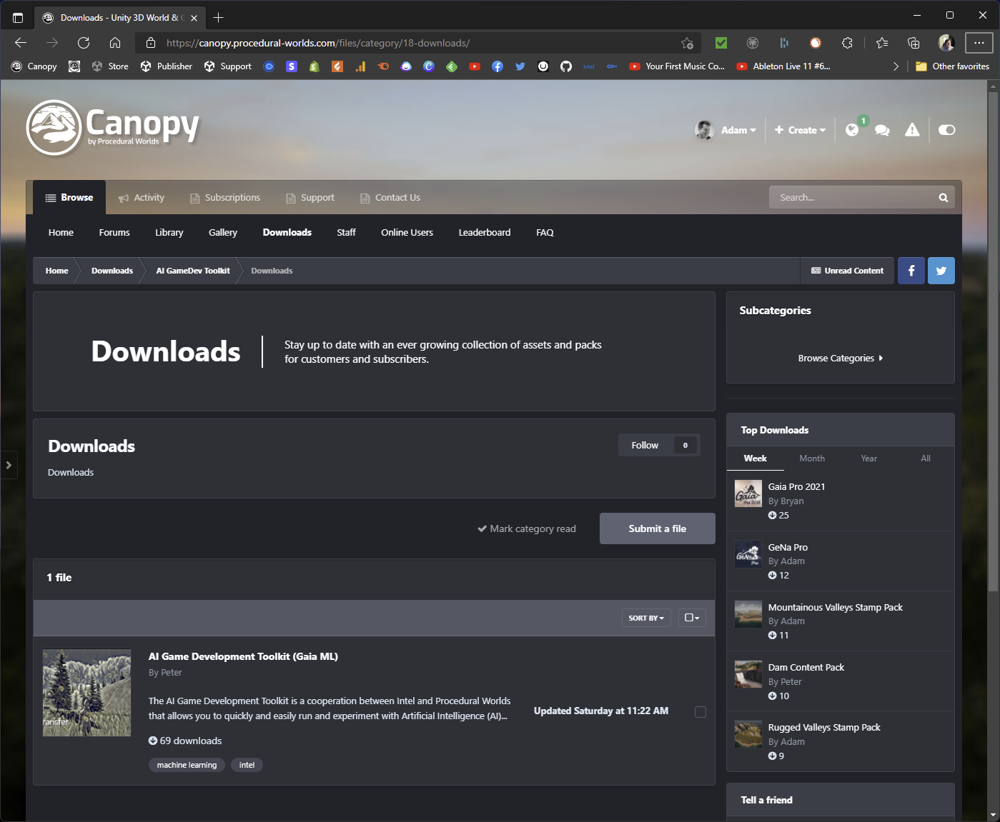 Downloads - Unity 3D World &
https://canopy.procedural-worlds.com/files/category/18-downloads/
Canopy
Store
Publisher
Support
intel
Your First Music Co...
Ableton Live 11 #6...
Other favorites
Canopy
by Procedural Worlds
Adam
Create
1
Browse
Activity
Subscriptions
Support
Contact Us
Search...
Home
Forums
Library
Gallery
Downloads
Staff
Online Users
Leaderboard
FAQ
Home
Downloads
AI GameDev Toolkit
Downloads
Unread Content
Downloads
Stay up to date with an ever growing collection of assets and packs
for customers and subscribers.
Downloads
Downloads
Follow
0
Mark category read
Submit a file
1 file
SORT BY
AI Game Development Toolkit (Gaia ML)
By Peter
The AI Game Development Toolkit is a cooperation between Intel and Procedural Worlds
that allows you to quickly and easily run and experiment with Artificial Intelligence (AI)...
69 downloads
machine learning
intel
Updated Saturday at 11:22 AM
ransfer
Subcategories
Browse Categories
Top Downloads
Week
Month
Year
All
Gaia Pro 2021
By Bryan
25
GeNa Pro
By Adam
12
Mountainous Valleys Stamp Pack
By Adam
11
Dam Content Pack
By Peter
10
Rugged Valleys Stamp Pack
By Adam
9
Tell a friend